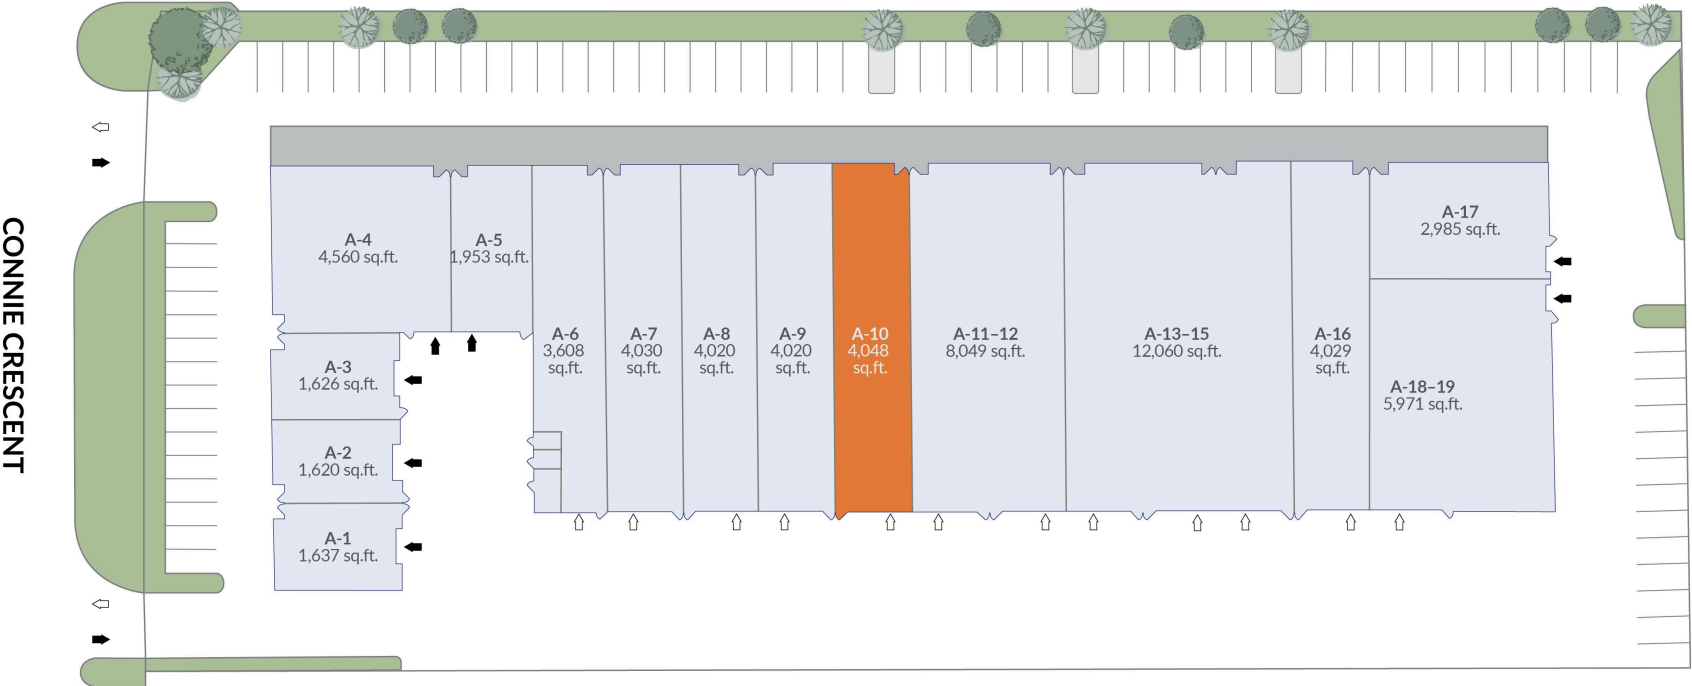 CONNIE CRESCENT
A-4
4,560 sq.ft.
A-5
1,953 sq.ft.
A-3
1,626 sq.ft.
A-2
1,620 sq.ft.
A-1
1,637 sq.ft.
A-6
3,608
sq.ft.
A-7
4,030
sq.ft.
A-8
4,020
sq.ft.
A-9
4,020
sq.ft.
A-10
4,048
sq.ft.
A-11–12
8,049 sq.ft.
A-13–15
12,060 sq.ft.
A-16
4,029
sq.ft.
A-17
2,985 sq.ft.
A-18–19
5,971 sq.ft.